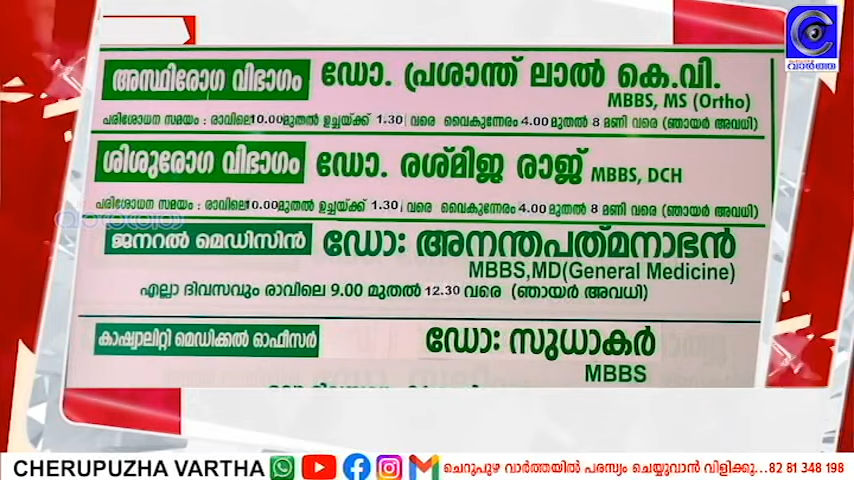 വാർത്ത
അസ്ഥിരോഗ വിഭാഗം ഡോ. പ്രശാന്ത് ലാൽ കെ.വി.
MBBS, MS (Ortho)
പരിശോധന സമയം : രാവിലെ10.00മുതൽ ഉച്ചയ്ക്ക് 1.30 വരെ വൈകുന്നേരം 4.00 മുതൽ 8 മണി വരെ (ഞായർ അവധി)
ശിശുരോഗ വിഭാഗം ഡോ. രശ്മിജ രാജ് MBBS, DCH
പരിശോധന സമയം : രാവിലെ10.00മുതൽ ഉച്ചയ്ക്ക് 1.30 വരെ വൈകുന്നേരം 4.00 മുതൽ 8 മണി വരെ (ഞായർ അവധി)
ജനറൽ മെഡിസിൻ ഡോ: അനന്തപത്മനാഭൻ
MBBS,MD(General Medicine)
എല്ലാ ദിവസവും രാവിലെ 9.00 മുതൽ 12.30 വരെ (ഞായർ അവധി)
കാഷ്വാലിറ്റി മെഡിക്കൽ ഓഫീസർ ഡോ: സുധാകർ
MBBS
CHERUPUZHA VARTHA ചെറുപുഴ വാർത്തയിൽ പരസ്യം ചെയ്യുവാൻ വിളിക്കൂ...82 81 348 198